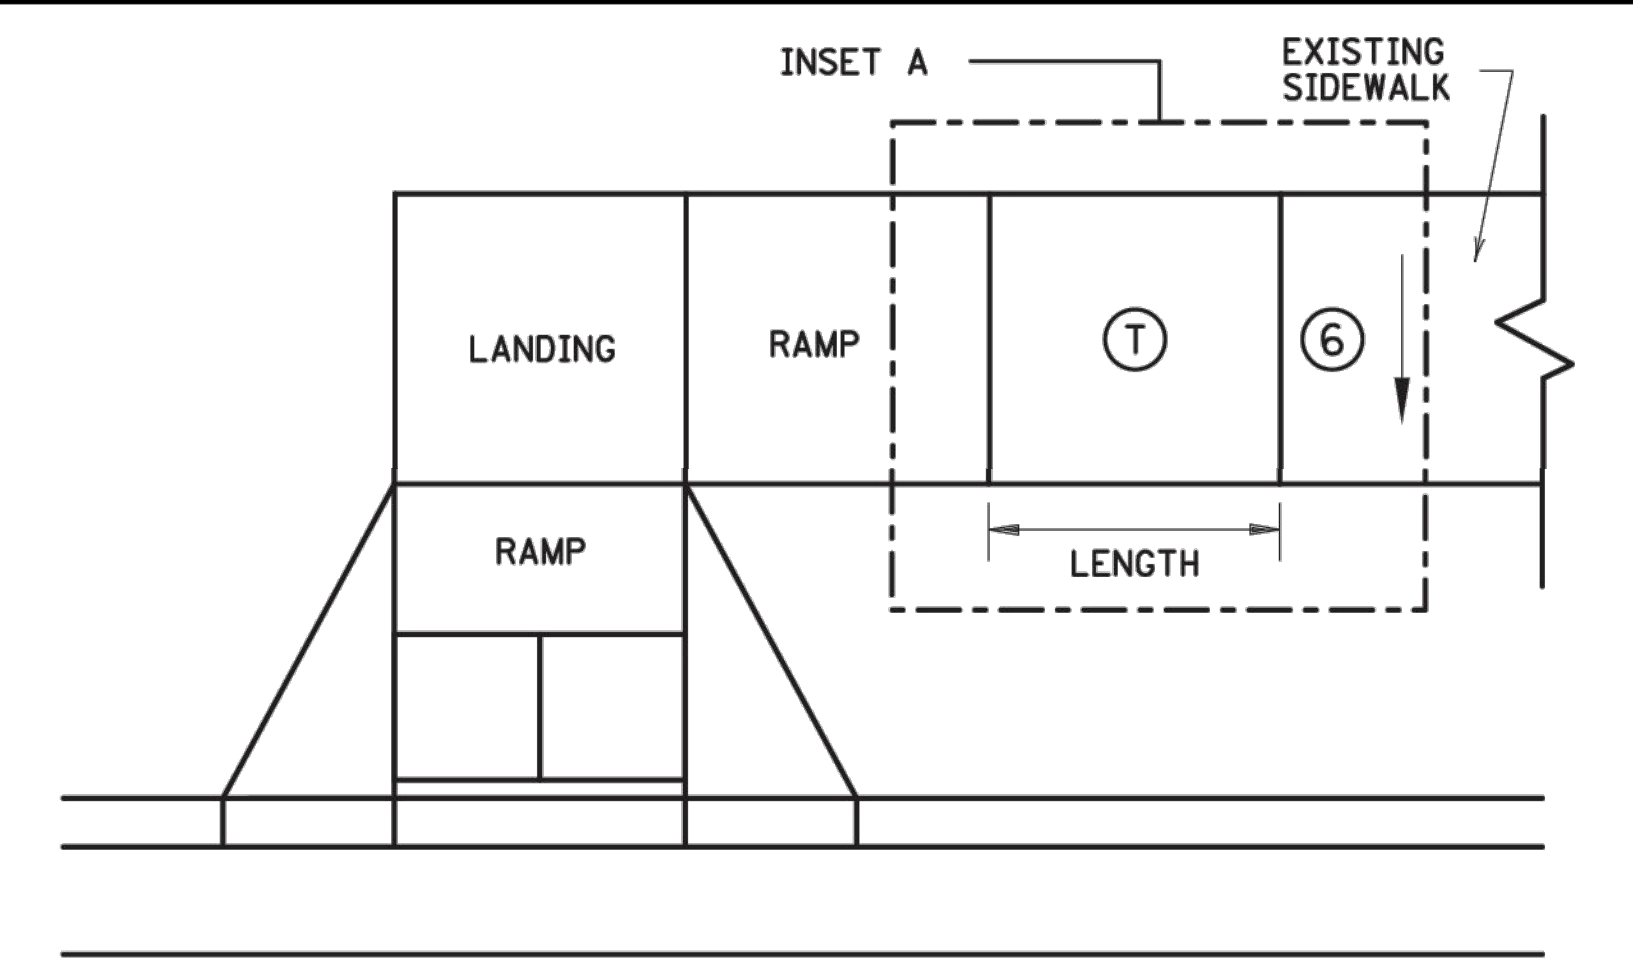 INSET A
EXISTING
SIDEWALK
LANDING
RAMP
T
6
RAMP
LENGTH